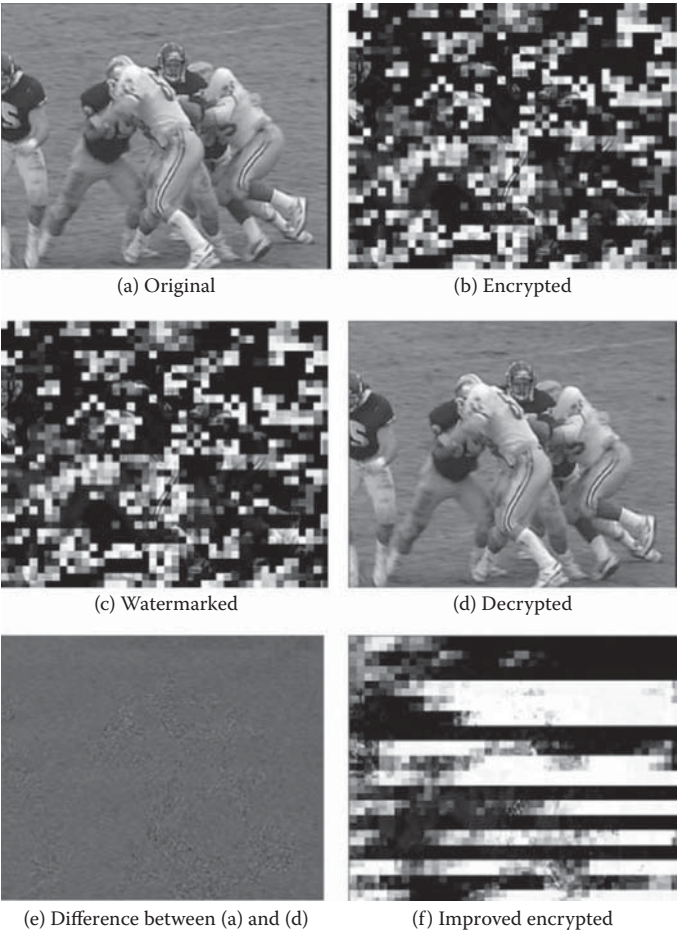 (a) Original
(b) Encrypted
(c) Watermarked
(d) Decrypted
(e) Difference between (a) and (d)
(f) Improved encrypted